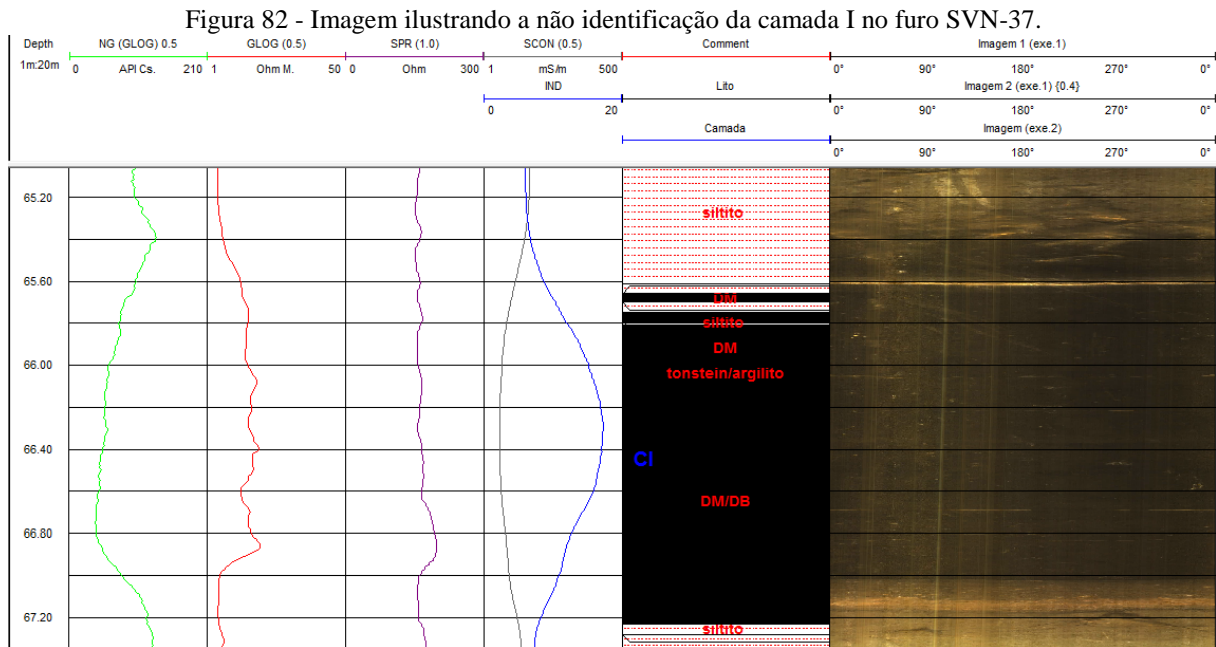 Figura 82 - Imagem ilustrando a não identificação da camada I no furo SVN-37.
Depth NG (GLOG) 0.5 GLOG (0.5) SPR (1.0) SCON (0.5) Comment Imagem 1 (exe.1)
1m:20m 0 API Cs. 210 1 Ohm M. 50 0 Ohm 300 1 mS/m 500 0° 90° 180° 270° 0°
IND Lito Imagem 2 (exe.1) {0.4}
0 20 0° 90° 180° 270° 0°
Camada Imagem (exe.2)
0° 90° 180° 270° 0°
65.20
siltito
65.60
DM
siltito
DM
66.00
tonstein/argilito
66.40
CI
DM/DB
66.80
67.20
siltito